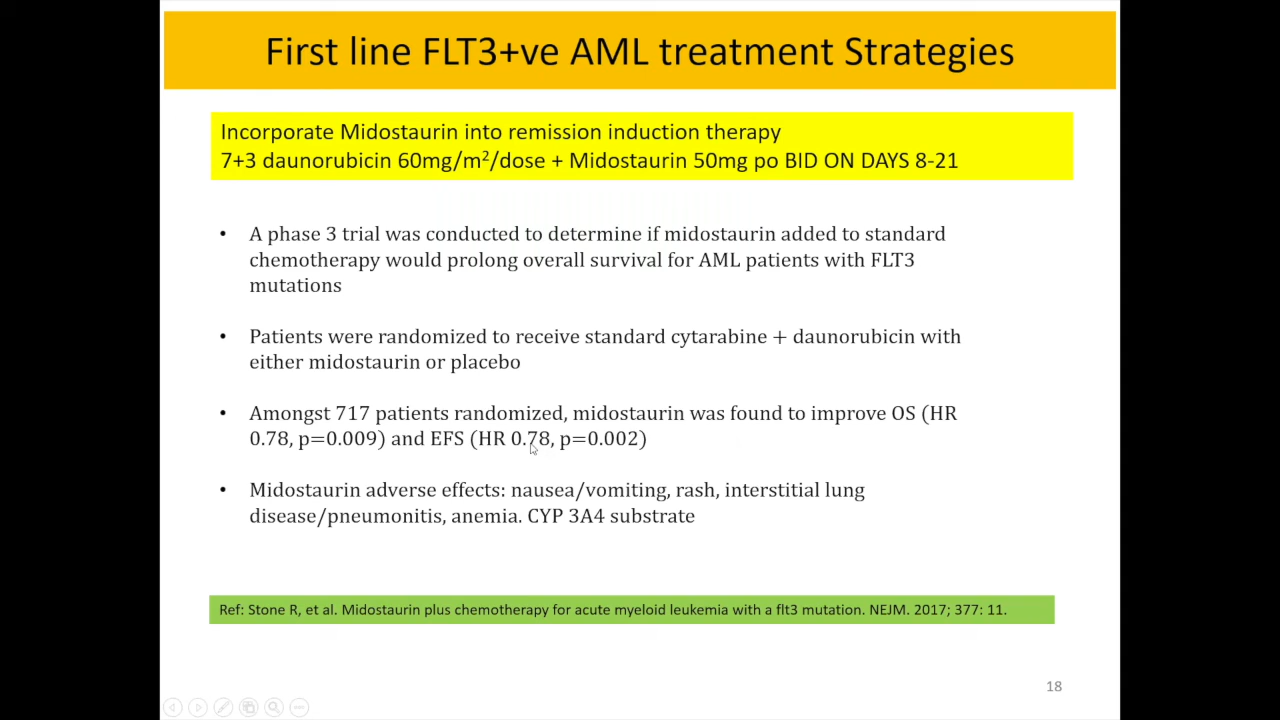 First line FLT3+ve AML treatment Strategies
Incorporate Midostaurin into remission induction therapy
7+3 daunorubicin 60mg/m²/dose + Midostaurin 50mg po BID ON DAYS 8-21
• A phase 3 trial was conducted to determine if midostaurin added to standard
chemotherapy would prolong overall survival for AML patients with FLT3
mutations
• Patients were randomized to receive standard cytarabine + daunorubicin with
either midostaurin or placebo
• Amongst 717 patients randomized, midostaurin was found to improve OS (HR
0.78, p=0.009) and EFS (HR 0.78, p=0.002)
• Midostaurin adverse effects: nausea/vomiting, rash, interstitial lung
disease/pneumonitis, anemia. CYP 3A4 substrate
Ref: Stone R, et al. Midostaurin plus chemotherapy for acute myeloid leukemia with a flt3 mutation. NEJM. 2017; 377: 11.
18